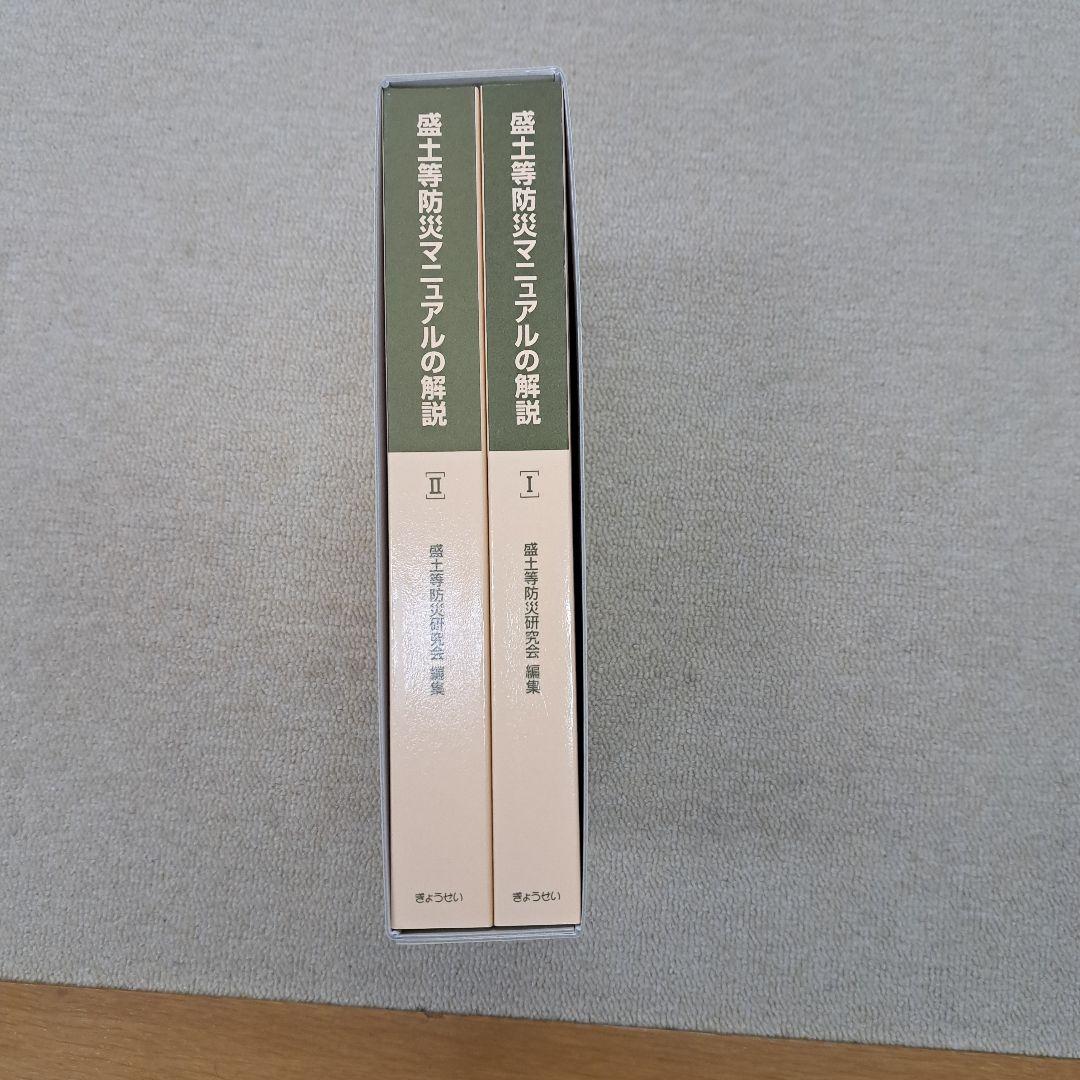 盛土等防災マニュアルの解説
[Ⅰ]
盛土等防災研究会 編集
ぎょうせい
盛土等防災マニュアルの解説
[Ⅱ]
盛土等防災研究会 編集
ぎょうせい